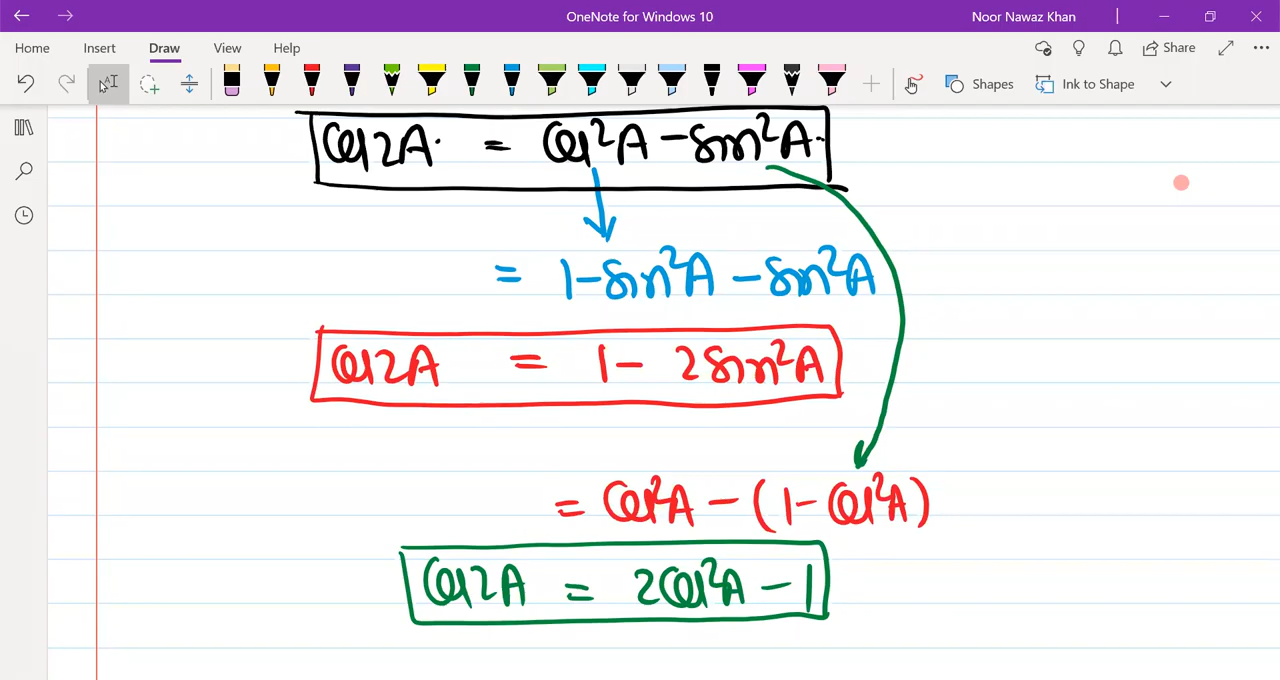 OneNote for Windows 10
Noor Nawaz Khan
Home Insert Draw View Help
Share
Shapes
Ink to Shape
Cos2A = Cos²A - Sin²A
= 1 - Sin²A - Sin²A
Cos2A = 1 - 2Sin²A
= Cos²A - (1 - Cos²A)
Cos2A = 2Cos²A - 1